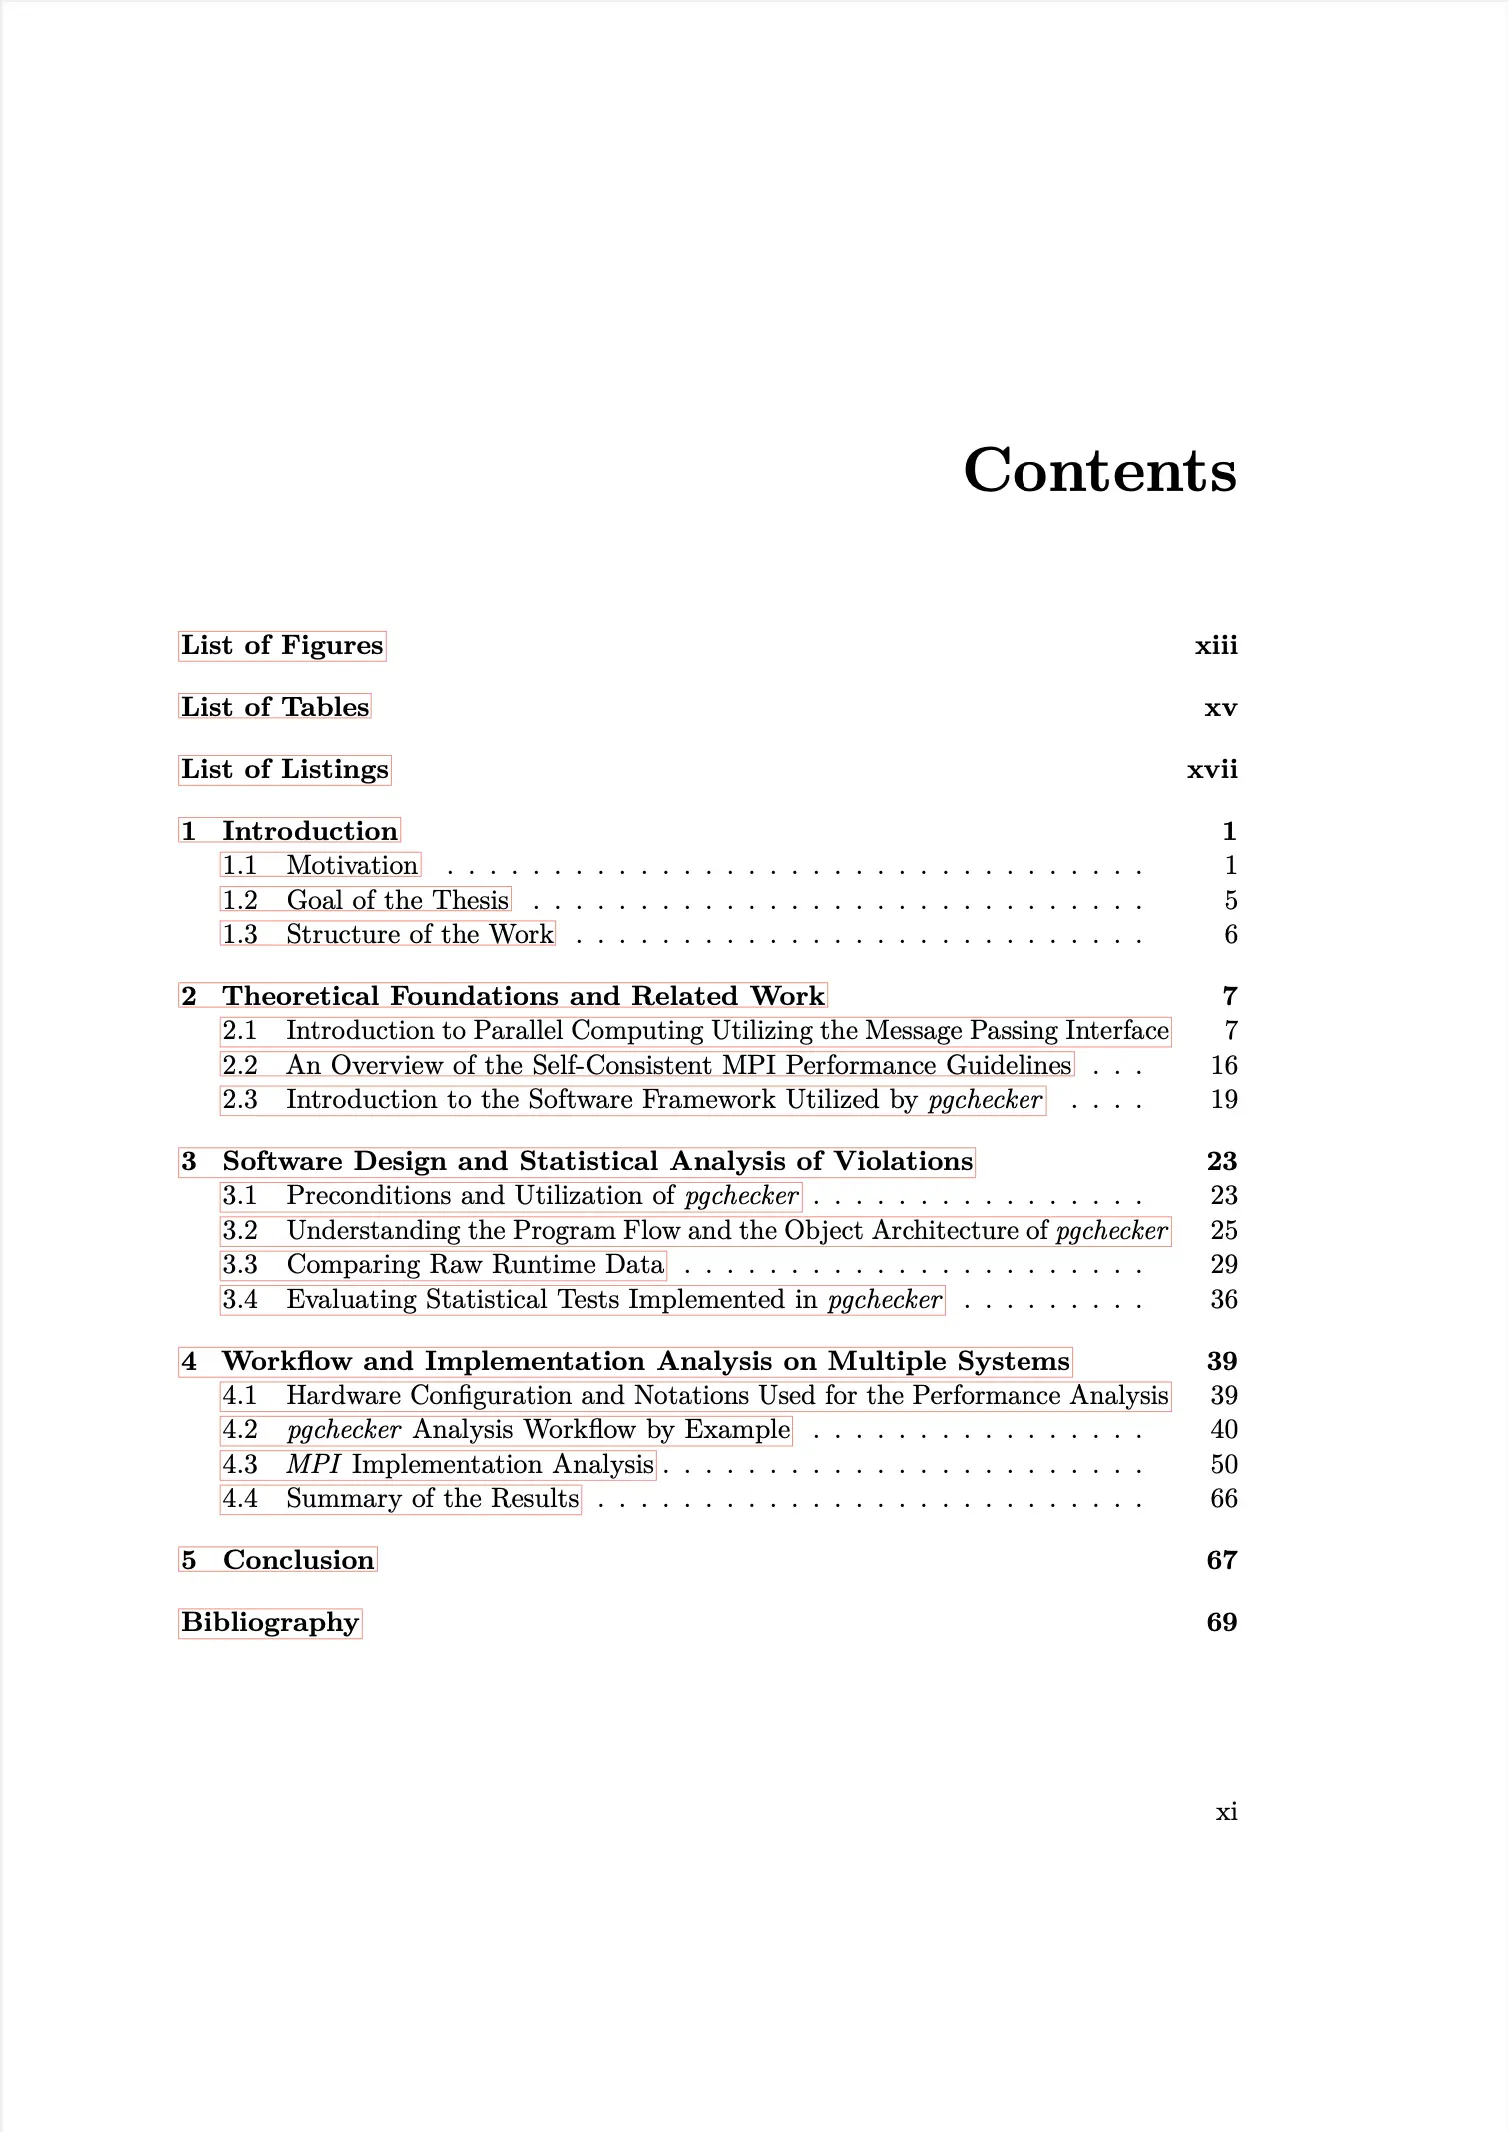 Contents
List of Figures xiii
List of Tables xv
List of Listings xvii
1 Introduction 1
1.1 Motivation . . . . . . . . . . . . . . . . . . . . . . . . . . . . . . . . . 1
1.2 Goal of the Thesis . . . . . . . . . . . . . . . . . . . . . . . . . . . . . 5
1.3 Structure of the Work . . . . . . . . . . . . . . . . . . . . . . . . . . . 6
2 Theoretical Foundations and Related Work 7
2.1 Introduction to Parallel Computing Utilizing the Message Passing Interface 7
2.2 An Overview of the Self-Consistent MPI Performance Guidelines . . . 16
2.3 Introduction to the Software Framework Utilized by pgchecker . . . . 19
3 Software Design and Statistical Analysis of Violations 23
3.1 Preconditions and Utilization of pgchecker . . . . . . . . . . . . . . . . 23
3.2 Understanding the Program Flow and the Object Architecture of pgchecker 25
3.3 Comparing Raw Runtime Data . . . . . . . . . . . . . . . . . . . . . . 29
3.4 Evaluating Statistical Tests Implemented in pgchecker . . . . . . . . . 36
4 Workflow and Implementation Analysis on Multiple Systems 39
4.1 Hardware Configuration and Notations Used for the Performance Analysis 39
4.2 pgchecker Analysis Workflow by Example . . . . . . . . . . . . . . . . 40
4.3 MPI Implementation Analysis . . . . . . . . . . . . . . . . . . . . . . . 50
4.4 Summary of the Results . . . . . . . . . . . . . . . . . . . . . . . . . . 66
5 Conclusion 67
Bibliography 69
xi